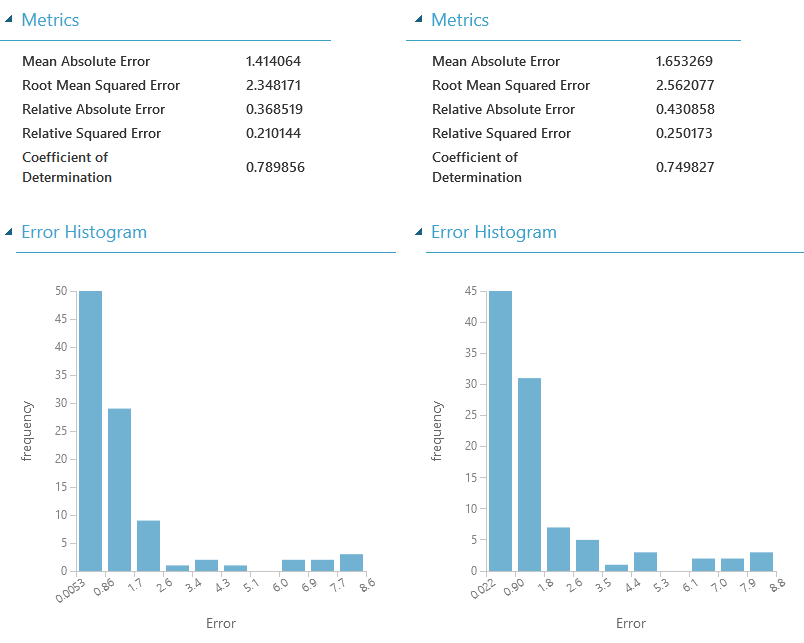 Metrics
Mean Absolute Error 1.414064
Root Mean Squared Error 2.348171
Relative Absolute Error 0.368519
Relative Squared Error 0.210144
Coefficient of
Determination 0.789856
Error Histogram
50
45
40
35
30
25
20
15
10
5
0
frequency
0.0053 0.86 1.7 2.6 3.4 4.3 5.1 6.0 6.9 7.7 8.6
Error
Metrics
Mean Absolute Error 1.653269
Root Mean Squared Error 2.562077
Relative Absolute Error 0.430858
Relative Squared Error 0.250173
Coefficient of
Determination 0.749827
Error Histogram
45
40
35
30
25
20
15
10
5
0
frequency
0.022 0.90 1.8 2.6 3.5 4.4 5.3 6.1 7.0 7.9 8.8
Error